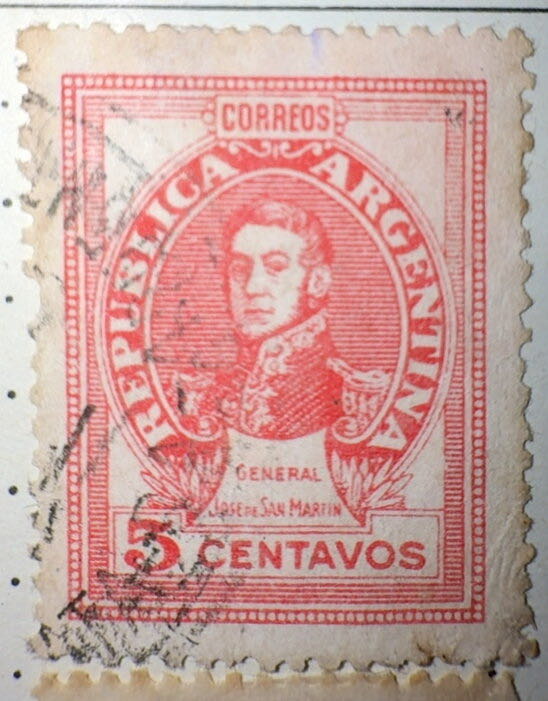 CORREOS
REPUBLICA ARGENTINA
GENERAL
JOSE DE SAN MARTIN
5 CENTAVOS